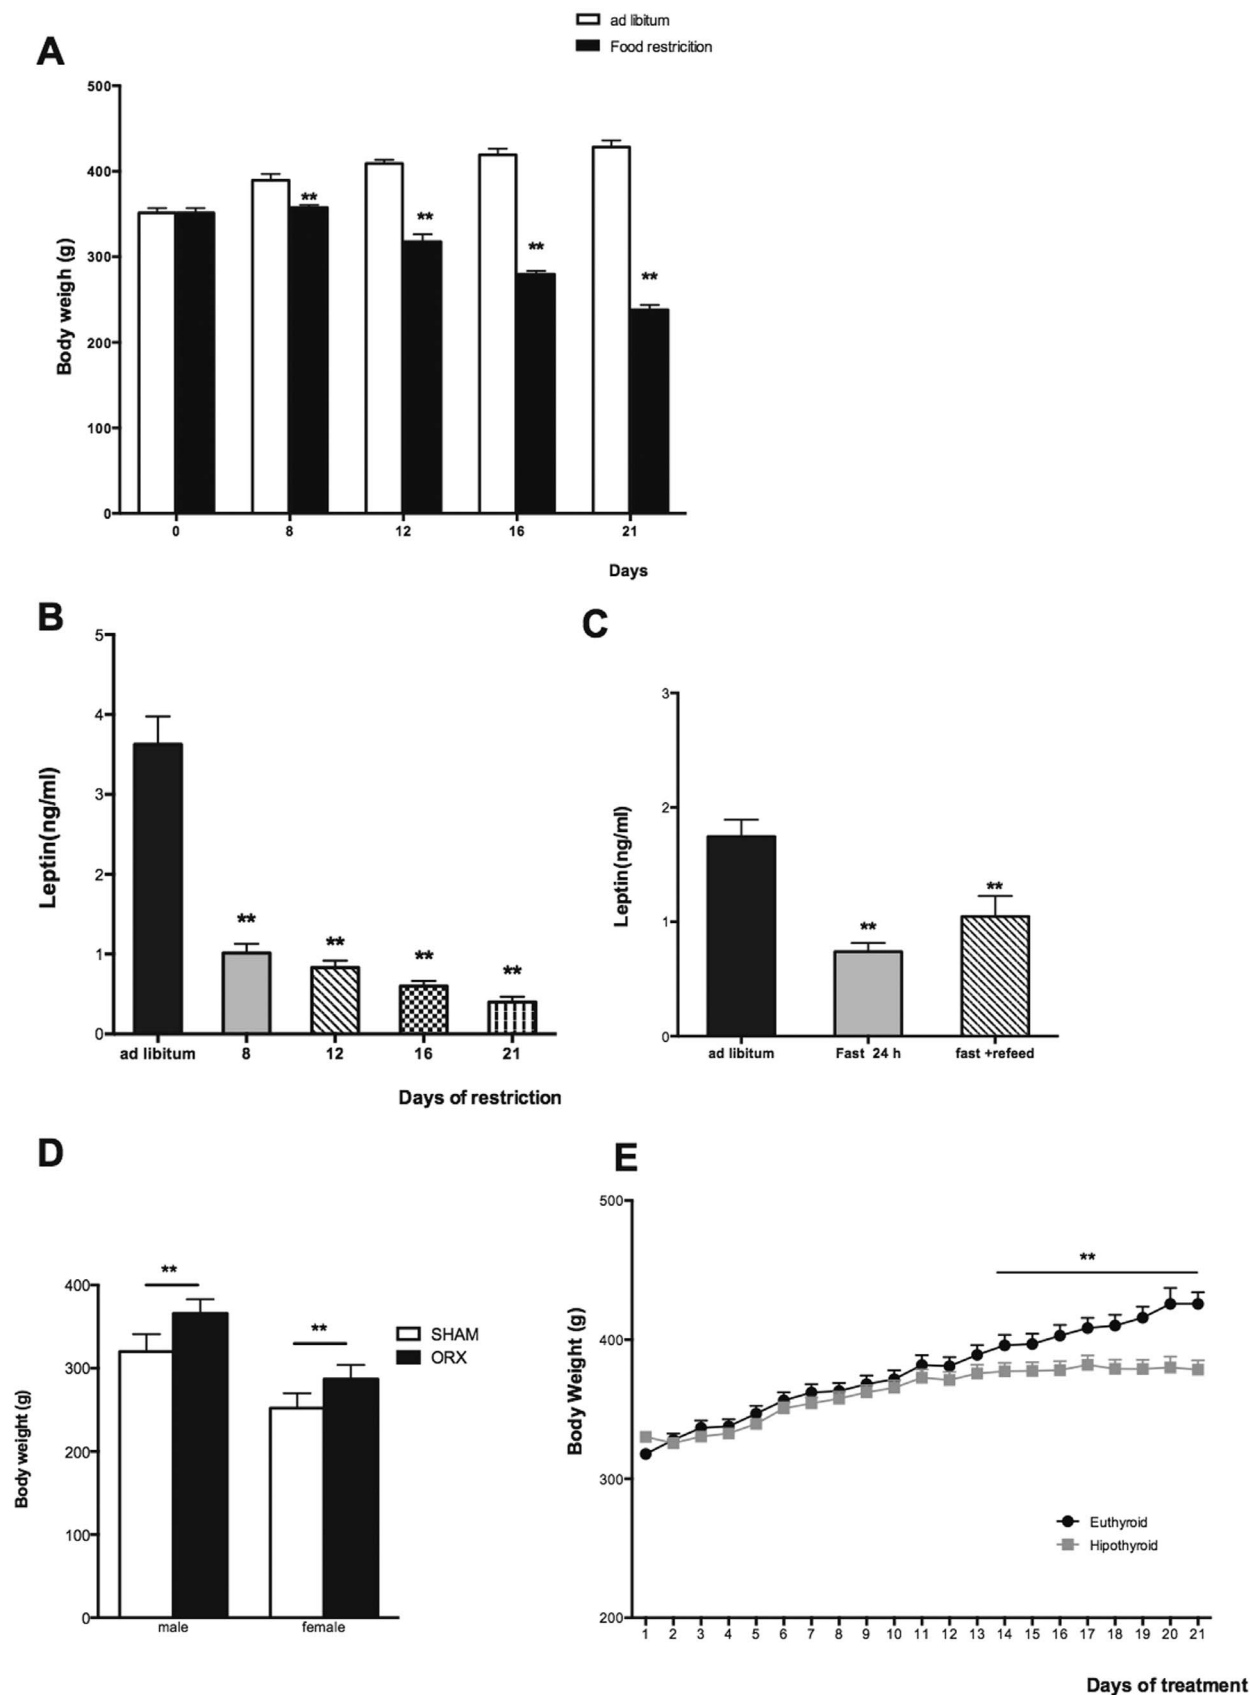 ad libitum
Food restricition
A
500
400
300
200
100
0
Body weigh (g)
** ** ** **
0 8 12 16 21
Days
B
5
4
3
2
1
0
Leptin(ng/ml)
** ** ** **
ad libitum 8 12 16 21
Days of restriction
C
3
2
1
0
Leptin(ng/ml)
** **
ad libitum Fast 24 h fast +refeed
D
400
300
200
100
0
Body weight (g)
** **
SHAM
ORX
male female
E
500
400
300
200
Body Weight (g)
**
Euthyroid
Hipothyroid
1 2 3 4 5 6 7 8 9 10 11 12 13 14 15 16 17 18 19 20 21
Days of treatment